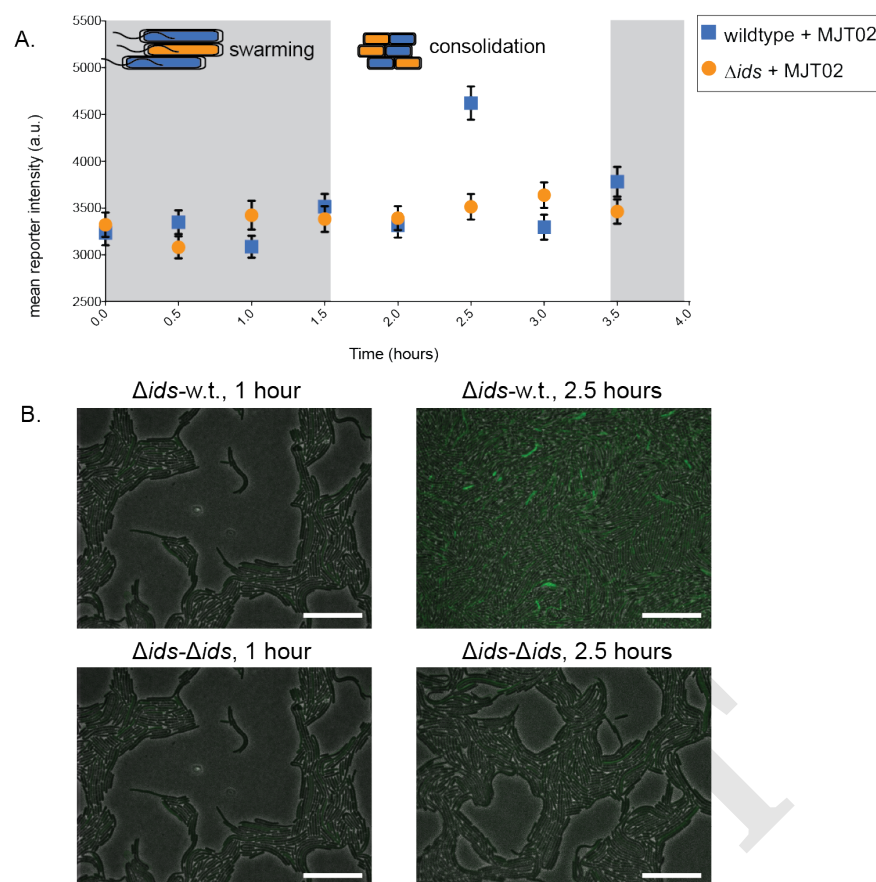 A.
swarming
consolidation
wildtype + MJT02
Δids + MJT02
5500
5000
4500
4000
3500
3000
2500
mean reporter intensity (a.u.)
0.0
0.5
1.0
1.5
2.0
2.5
3.0
3.5
4.0
Time (hours)
B.
Δids-w.t., 1 hour
Δids-w.t., 2.5 hours
Δids-Δids, 1 hour
Δids-Δids, 2.5 hours
T